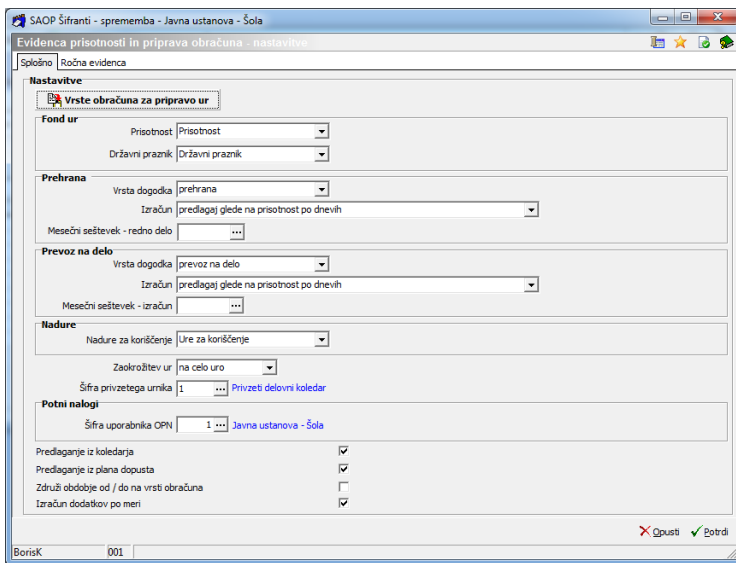 SAOP Šifranti - sprememba - Javna ustanova - Šola
Evidenca prisotnosti in priprava obračuna - nastavitve
Splošno Ročna evidenca
Nastavitve
Vrste obračuna za pripravo ur
Fond ur
Prisotnost Prisotnost
Državni praznik Državni praznik
Prehrana
Vrsta dogodka prehrana
Izračun predlagaj glede na prisotnost po dnevih
Mesečni seštevek - redno delo ...
Prevoz na delo
Vrsta dogodka prevoz na delo
Izračun predlagaj glede na prisotnost po dnevih
Mesečni seštevek - izračun ...
Nadure
Nadure za koriščenje Ure za koriščenje
Zaokrožitev ur na celo uro
Šifra privzetega urnika 1 ... Privzeti delovni koledar
Potni nalogi
Šifra uporabnika OPN 1 ... Javna ustanova - Šola
Predlaganje iz koledarja
Predlaganje iz plana dopusta
Združi obdobje od / do na vrsti obračuna
Izračun dodatkov po meri
Opusti Potrdi
BorisK 001